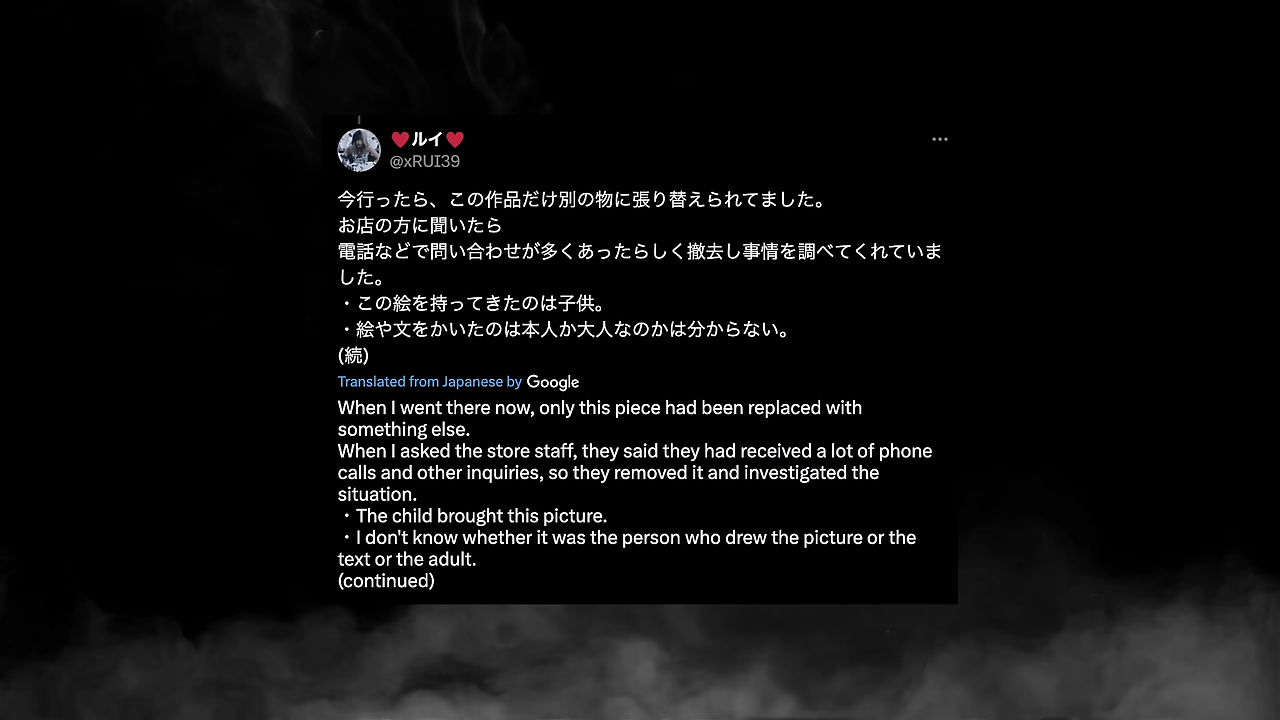 ❤️ルイ❤️
@xRUI39
今行ったら、この作品だけ別の物に張り替えられてました。
お店の方に聞いたら
電話などで問い合わせが多くあったらしく撤去し事情を調べてくれていま
した。
・この絵を持ってきたのは子供。
・絵や文をかいたのは本人か大人なのかは分からない。
(続)
Translated from Japanese by Google
When I went there now, only this piece had been replaced with
something else.
When I asked the store staff, they said they had received a lot of phone
calls and other inquiries, so they removed it and investigated the
situation.
・The child brought this picture.
・I don't know whether it was the person who drew the picture or the
text or the adult.
(continued)